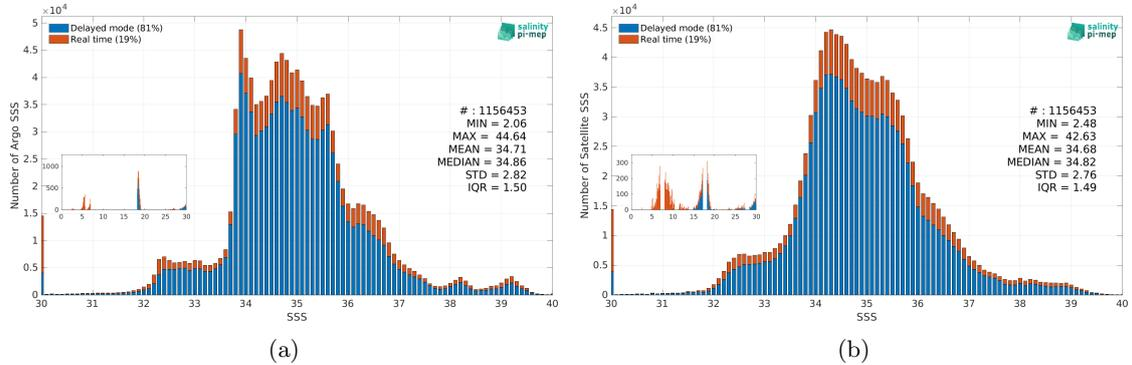 ×10⁴
Delayed mode (81%)
Real time (19%)
salinity
pi-mep
5
4.5
4
3.5
3
2.5
2
1.5
1
0.5
0
Number of Argo SSS
# : 1156453
MIN = 2.06
MAX = 44.64
MEAN = 34.71
MEDIAN = 34.86
STD = 2.82
IQR = 1.50
1000
500
0
0 5 10 15 20 25 30
30 31 32 33 34 35 36 37 38 39 40
SSS
(a)
×10⁴
Delayed mode (81%)
Real time (19%)
salinity
pi-mep
4.5
4
3.5
3
2.5
2
1.5
1
0.5
0
Number of Satellite SSS
# : 1156453
MIN = 2.48
MAX = 42.63
MEAN = 34.68
MEDIAN = 34.82
STD = 2.76
IQR = 1.49
300
200
100
0
0 5 10 15 20 25 30
30 31 32 33 34 35 36 37 38 39 40
SSS
(b)